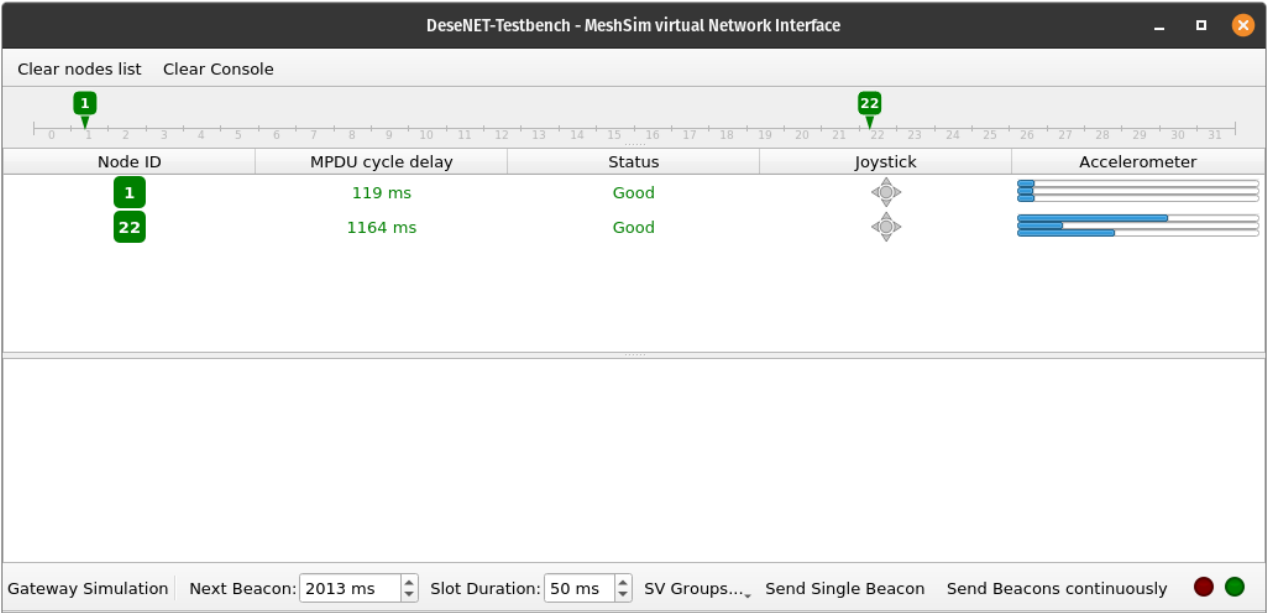 DeseNET-Testbench - MeshSim virtual Network Interface
Clear nodes list Clear Console
1 22
0 1 2 3 4 5 6 7 8 9 10 11 12 13 14 15 16 17 18 19 20 21 22 23 24 25 26 27 28 29 30 31
Node ID MPDU cycle delay Status Joystick Accelerometer
1 119 ms Good
22 1164 ms Good
Gateway Simulation Next Beacon: 2013 ms Slot Duration: 50 ms SV Groups... Send Single Beacon Send Beacons continuously